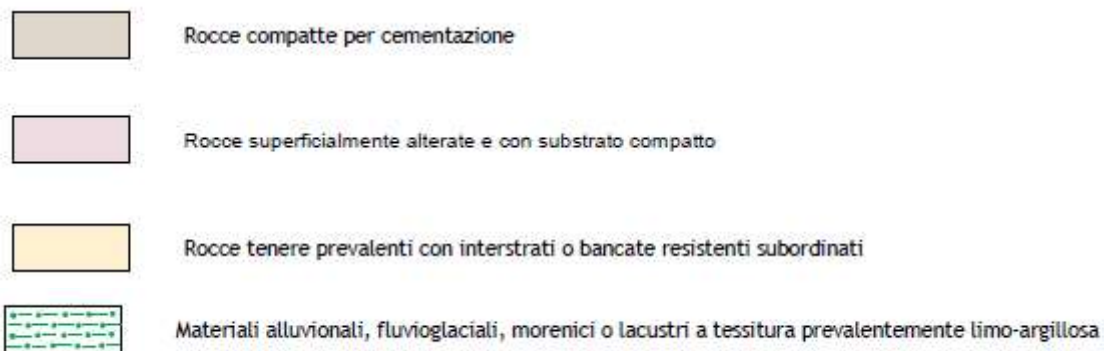 Rocce compatte per cementazione
Rocce superficialmente alterate e con substrato compatto
Rocce tenere prevalenti con interstrati o bancate resistenti subordinati
Materiali alluvionali, fluvioglaciali, morenici o lacustri a tessitura prevalentemente limo-argillosa